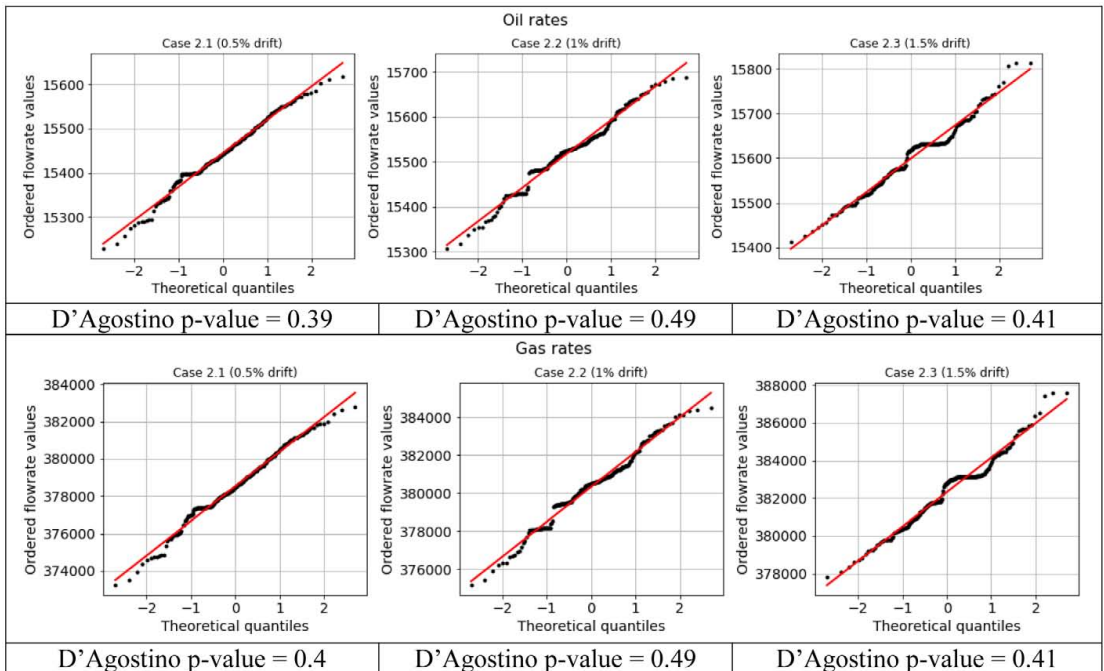 Oil rates
Case 2.1 (0.5% drift)
Ordered flowrate values
15600
15500
15400
15300
−2 −1 0 1 2
Theoretical quantiles
Case 2.2 (1% drift)
Ordered flowrate values
15700
15600
15500
15400
15300
−2 −1 0 1 2
Theoretical quantiles
Case 2.3 (1.5% drift)
Ordered flowrate values
15800
15700
15600
15500
15400
−2 −1 0 1 2
Theoretical quantiles
D’Agostino p-value = 0.39
D’Agostino p-value = 0.49
D’Agostino p-value = 0.41
Gas rates
Case 2.1 (0.5% drift)
Ordered flowrate values
384000
382000
380000
378000
376000
374000
−2 −1 0 1 2
Theoretical quantiles
Case 2.2 (1% drift)
Ordered flowrate values
384000
382000
380000
378000
376000
−2 −1 0 1 2
Theoretical quantiles
Case 2.3 (1.5% drift)
Ordered flowrate values
388000
386000
384000
382000
380000
378000
−2 −1 0 1 2
Theoretical quantiles
D’Agostino p-value = 0.4
D’Agostino p-value = 0.49
D’Agostino p-value = 0.41